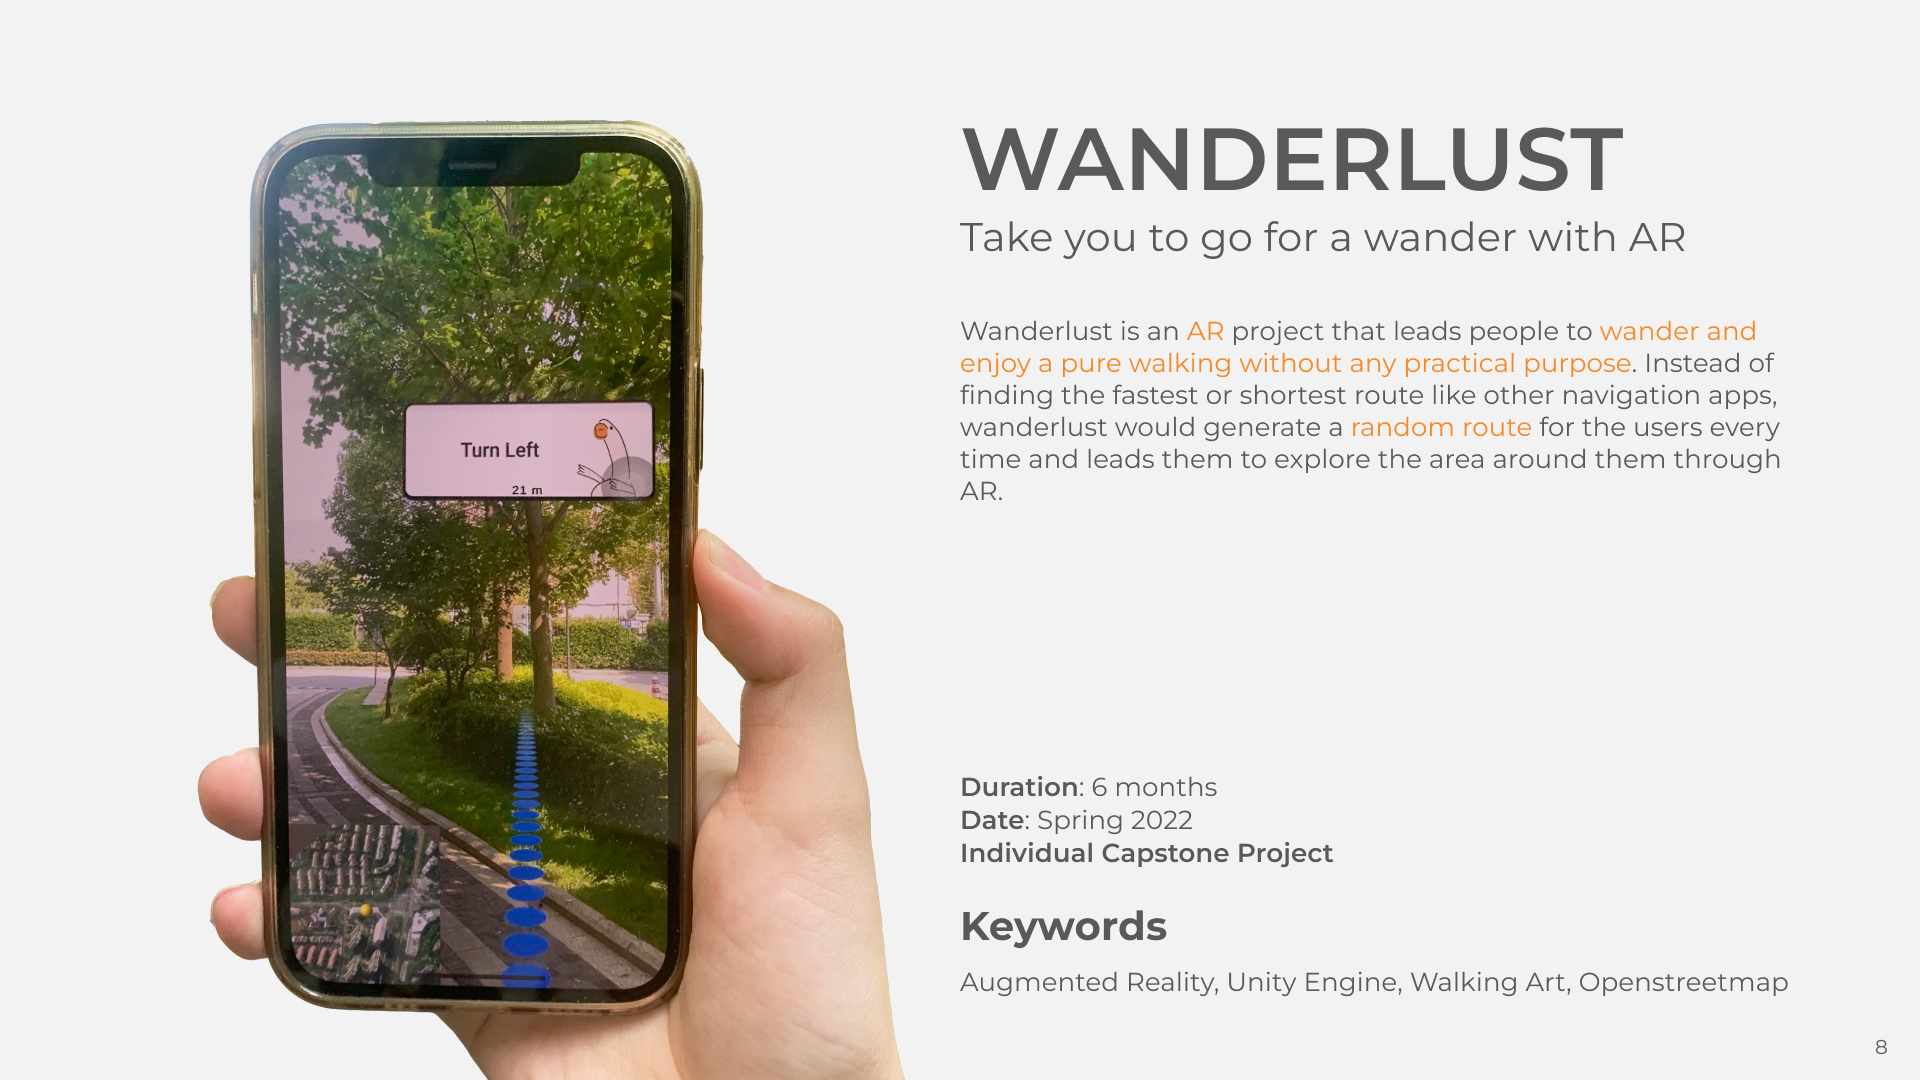 WANDERLUST
Take you to go for a wander with AR
Wanderlust is an AR project that leads people to wander and
enjoy a pure walking without any practical purpose. Instead of
finding the fastest or shortest route like other navigation apps,
wanderlust would generate a random route for the users every
time and leads them to explore the area around them through
AR.
Turn Left
21 m
Duration: 6 months
Date: Spring 2022
Individual Capstone Project
Keywords
Augmented Reality, Unity Engine, Walking Art, Openstreetmap
8